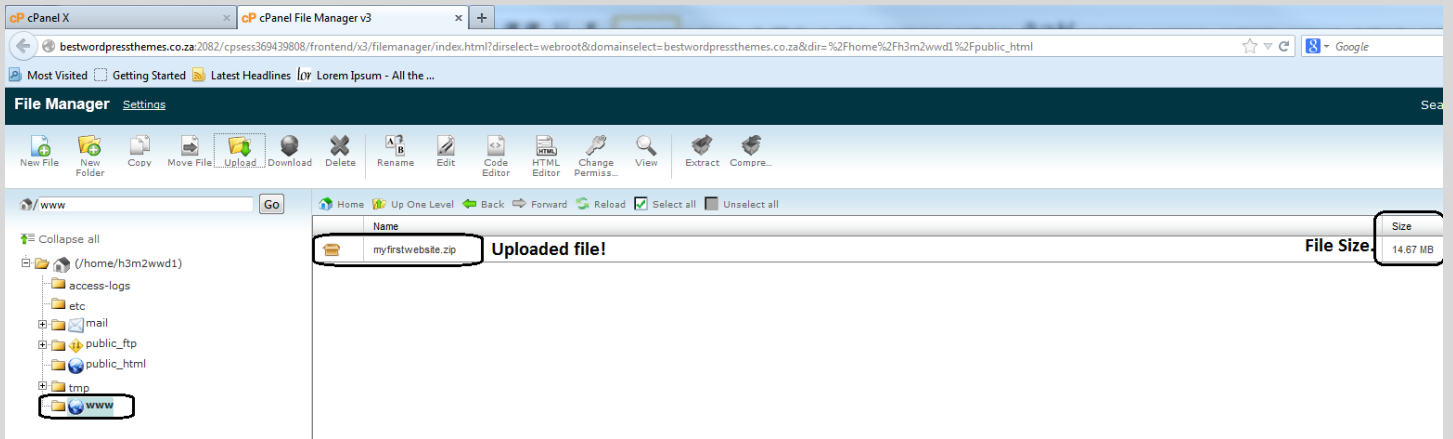 cP cPanel X × cP cPanel File Manager v3 × +
bestwordpressthemes.co.za:2082/cpsess369439808/frontend/x3/filemanager/index.html?dirselect=webroot&domainselect=bestwordpressthemes.co.za&dir=%2Fhome%2Fh3m2wwd1%2Fpublic_html 8 Google
Most Visited Getting Started Latest Headlines Lorem Ipsum - All the ...
File Manager Settings Sea
New File New Folder Copy Move File Upload Download Delete Rename Edit Code Editor HTML Editor Change Permiss... View Extract Compre...
/ www Go
Home Up One Level Back Forward Reload Select all Unselect all
Name Size
Collapse all
myfirstwebsite.zip Uploaded file! File Size. 14.67 MB
(/home/h3m2wwd1)
access-logs
etc
mail
public_ftp
public_html
tmp
www